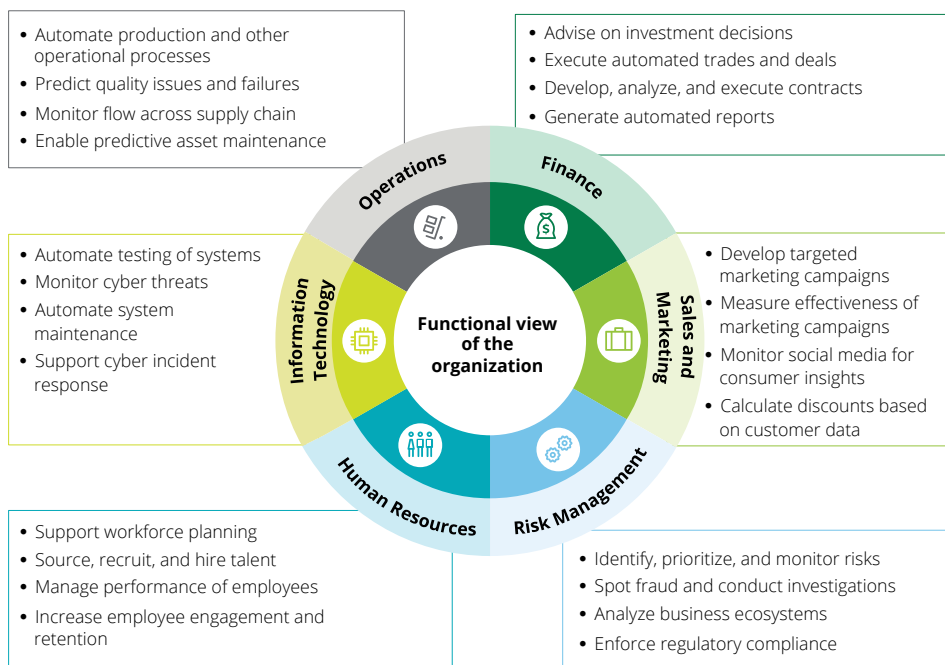 • Automate production and other
operational processes
• Predict quality issues and failures
• Monitor flow across supply chain
• Enable predictive asset maintenance
• Advise on investment decisions
• Execute automated trades and deals
• Develop, analyze, and execute contracts
• Generate automated reports
Operations
Finance
• Automate testing of systems
• Monitor cyber threats
• Automate system
maintenance
• Support cyber incident
response
Information
Technology
$
Functional view
of the
organization
Sales and
Marketing
• Develop targeted
marketing campaigns
• Measure effectiveness of
marketing campaigns
• Monitor social media for
consumer insights
• Calculate discounts based
on customer data
Human Resources
Risk Management
• Support workforce planning
• Source, recruit, and hire talent
• Manage performance of employees
• Increase employee engagement and
retention
• Identify, prioritize, and monitor risks
• Spot fraud and conduct investigations
• Analyze business ecosystems
• Enforce regulatory compliance